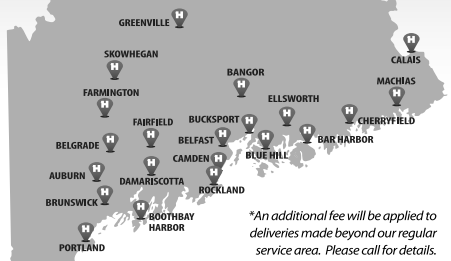 GREENVILLE
H
H
CALAIS
SKOWHEGAN
H
BANGOR
H
MACHIAS
H
FARMINGTON
H
ELLSWORTH
H
H
CHERRYFIELD
FAIRFIELD
H
BUCKSPORT
H
H
BAR HARBOR
BELGRADE
H
BELFAST
H
H
BLUE HILL
CAMDEN
H
AUBURN
H
H
DAMARISCOTTA
H
ROCKLAND
BRUNSWICK
H
H
BOOTHBAY
HARBOR
H
PORTLAND
*An additional fee will be applied to
deliveries made beyond our regular
service area. Please call for details.